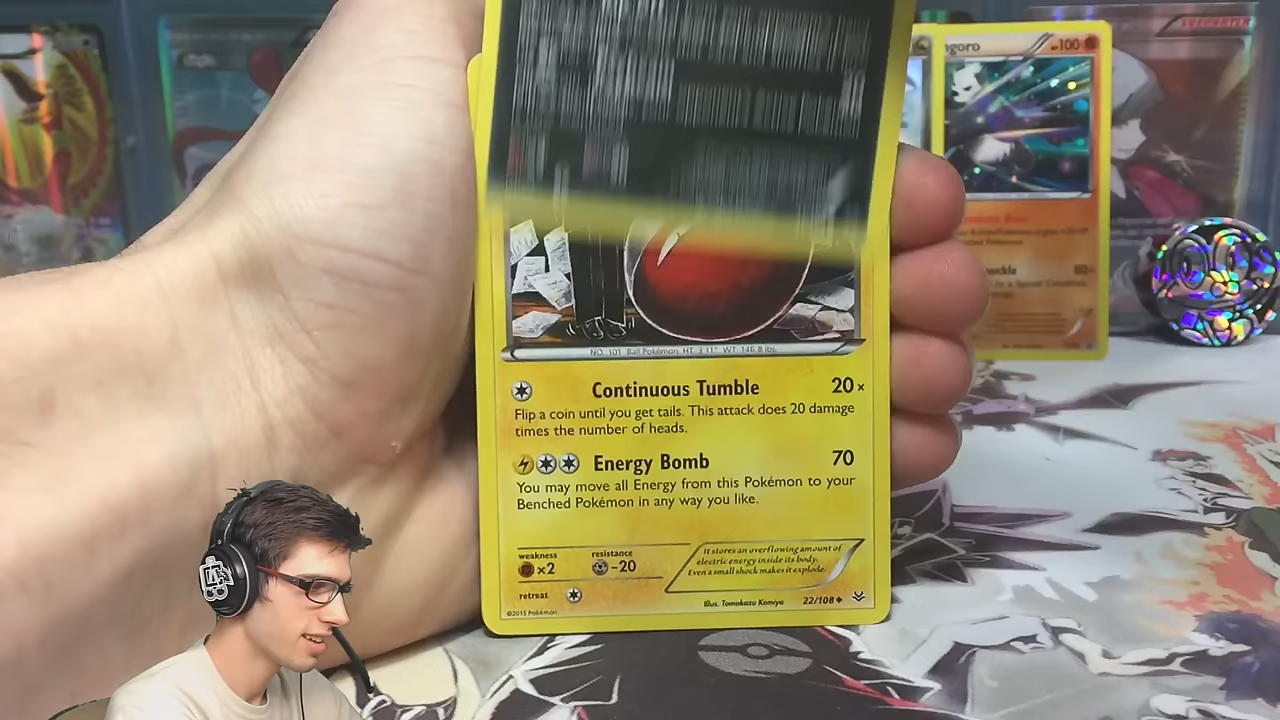 ngoro
HP100
SUPPORTER
NO. 101 Ball Pokémon HT: 3'11" WT: 146.8 lbs.
Continuous Tumble 20×
Flip a coin until you get tails. This attack does 20 damage
times the number of heads.
Energy Bomb 70
You may move all Energy from this Pokémon to your
Benched Pokémon in any way you like.
weakness
×2
resistance
-20
retreat
It stores an overflowing amount of
electric energy inside its body.
Even a small shock makes it explode.
©2015 Pokémon
Illus. Tomokazu Komiya
22/108